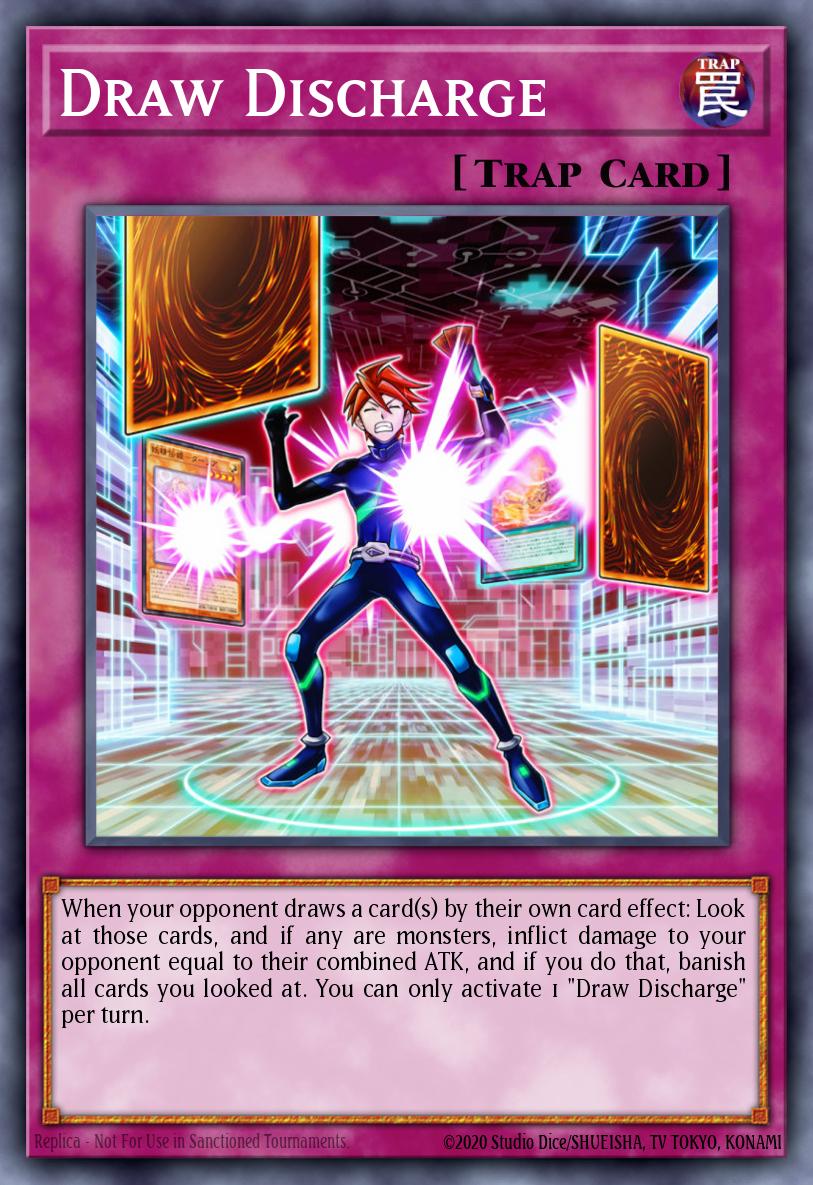 Draw Discharge
TRAP
罠
[Trap Card]
When your opponent draws a card(s) by their own card effect: Look
at those cards, and if any are monsters, inflict damage to your
opponent equal to their combined ATK, and if you do that, banish
all cards you looked at. You can only activate 1 "Draw Discharge"
per turn.
Replica - Not For Use in Sanctioned Tournaments.
©2020 Studio Dice/SHUEISHA, TV TOKYO, KONAMI